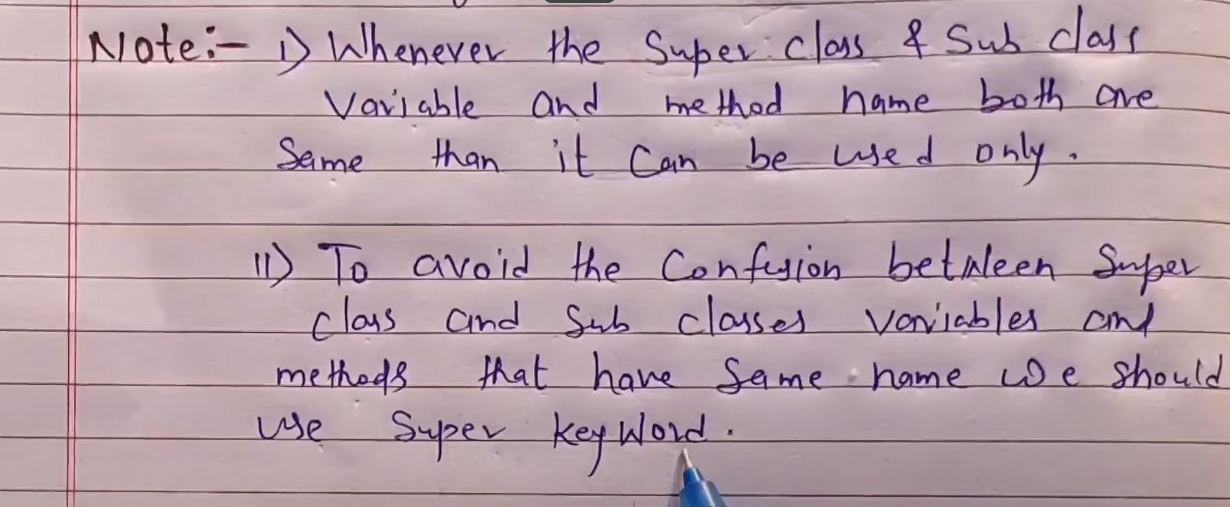 Note:- i) Whenever the Super class & Sub class
Variable and method name both are
Same than it Can be used only.
ii) To avoid the Confusion between Super
class and Sub classes variables and
methods that have Same name we should
use Super keyword.